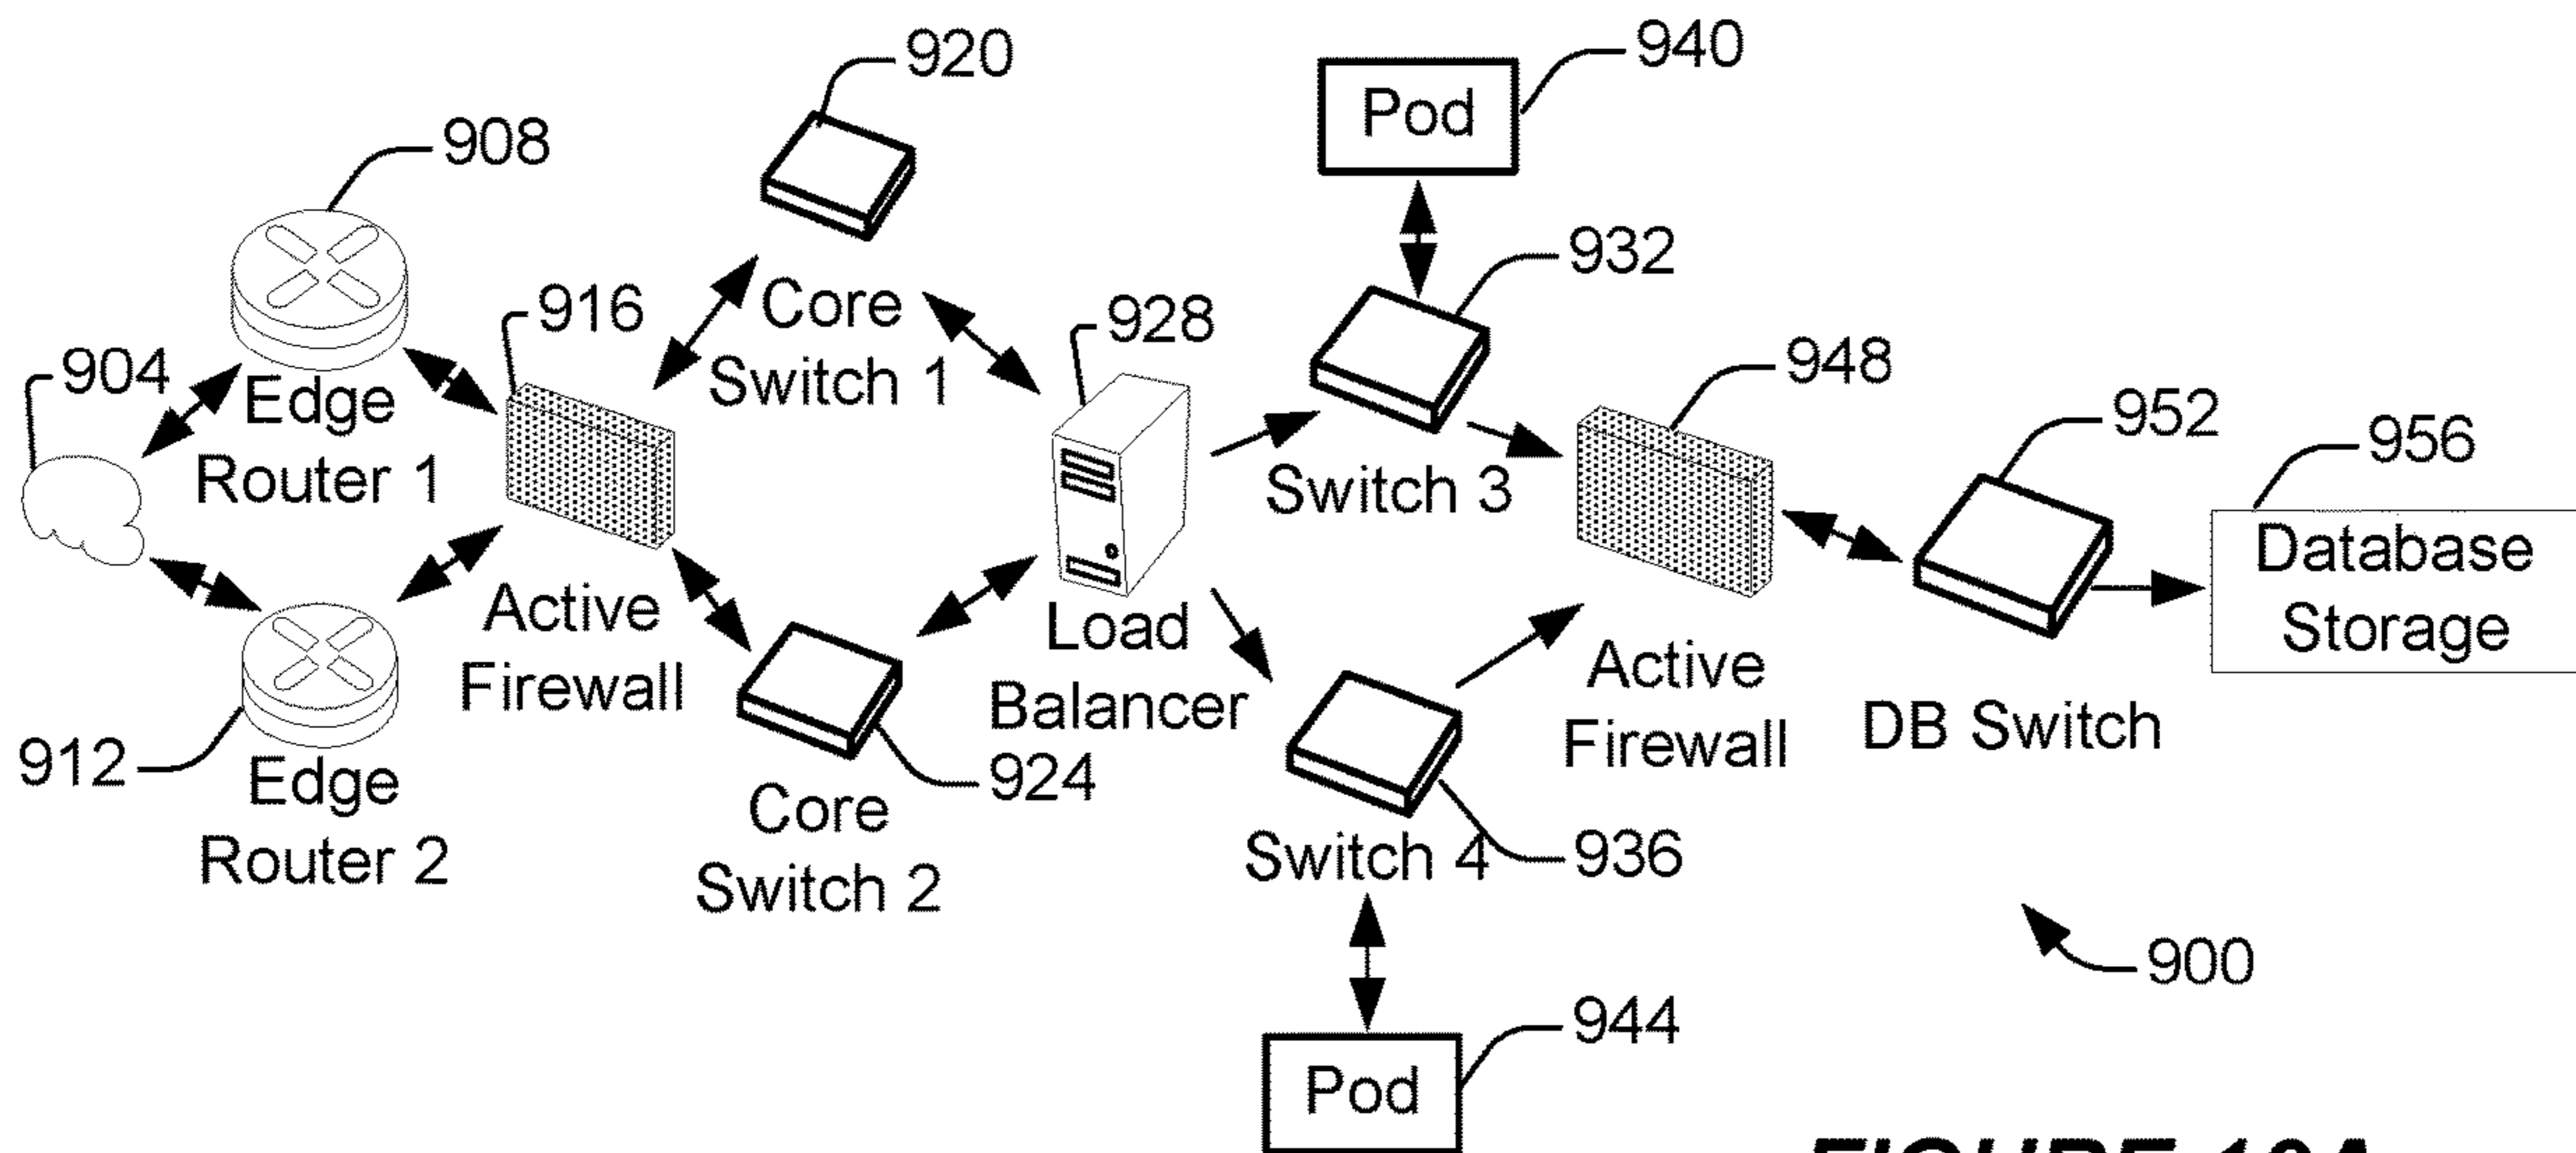 920
940
Pod
908
932
916
Core
Switch 1
928
948
904
Edge
Router 1
952
956
Switch 3
Database
Storage
Active
Firewall
Load
Balancer
Active
Firewall
DB Switch
912
Edge
Router 2
924
Core
Switch 2
Switch 4
936
900
944
Pod
FIGURE